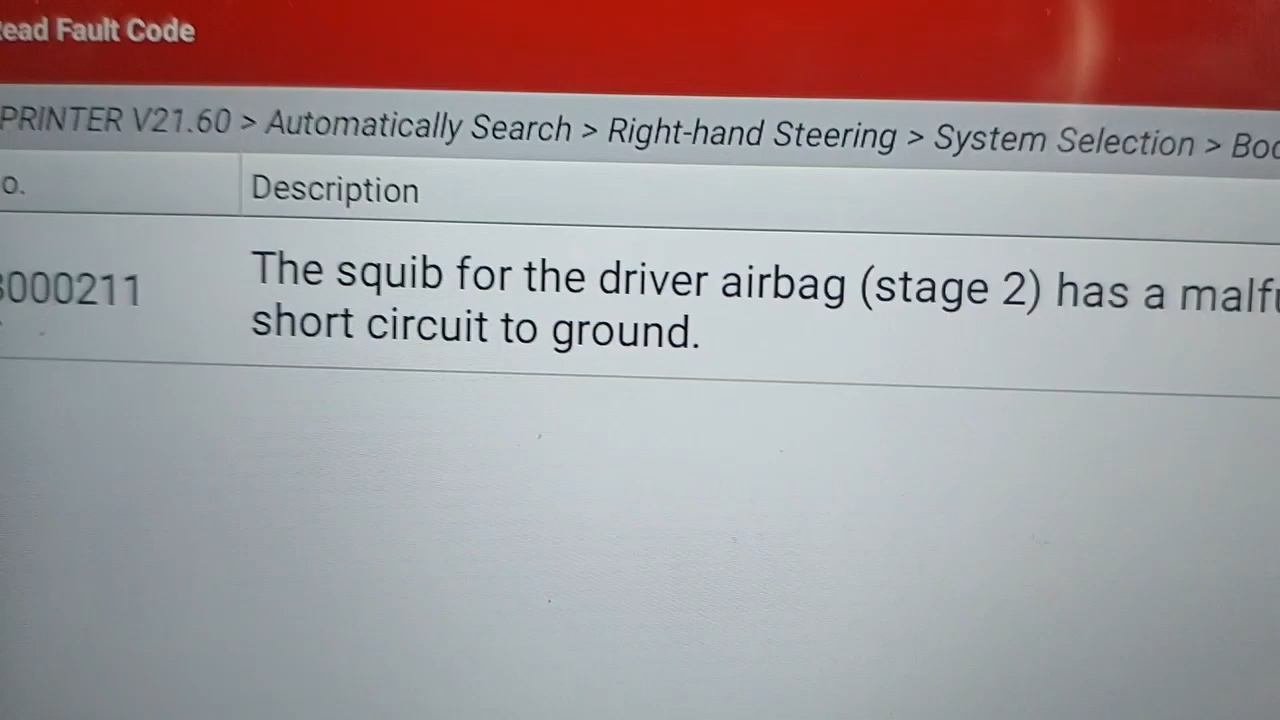 ead Fault Code
PRINTER V21.60 > Automatically Search > Right-hand Steering > System Selection > Bo
o. Description
000211 The squib for the driver airbag (stage 2) has a malf
short circuit to ground.